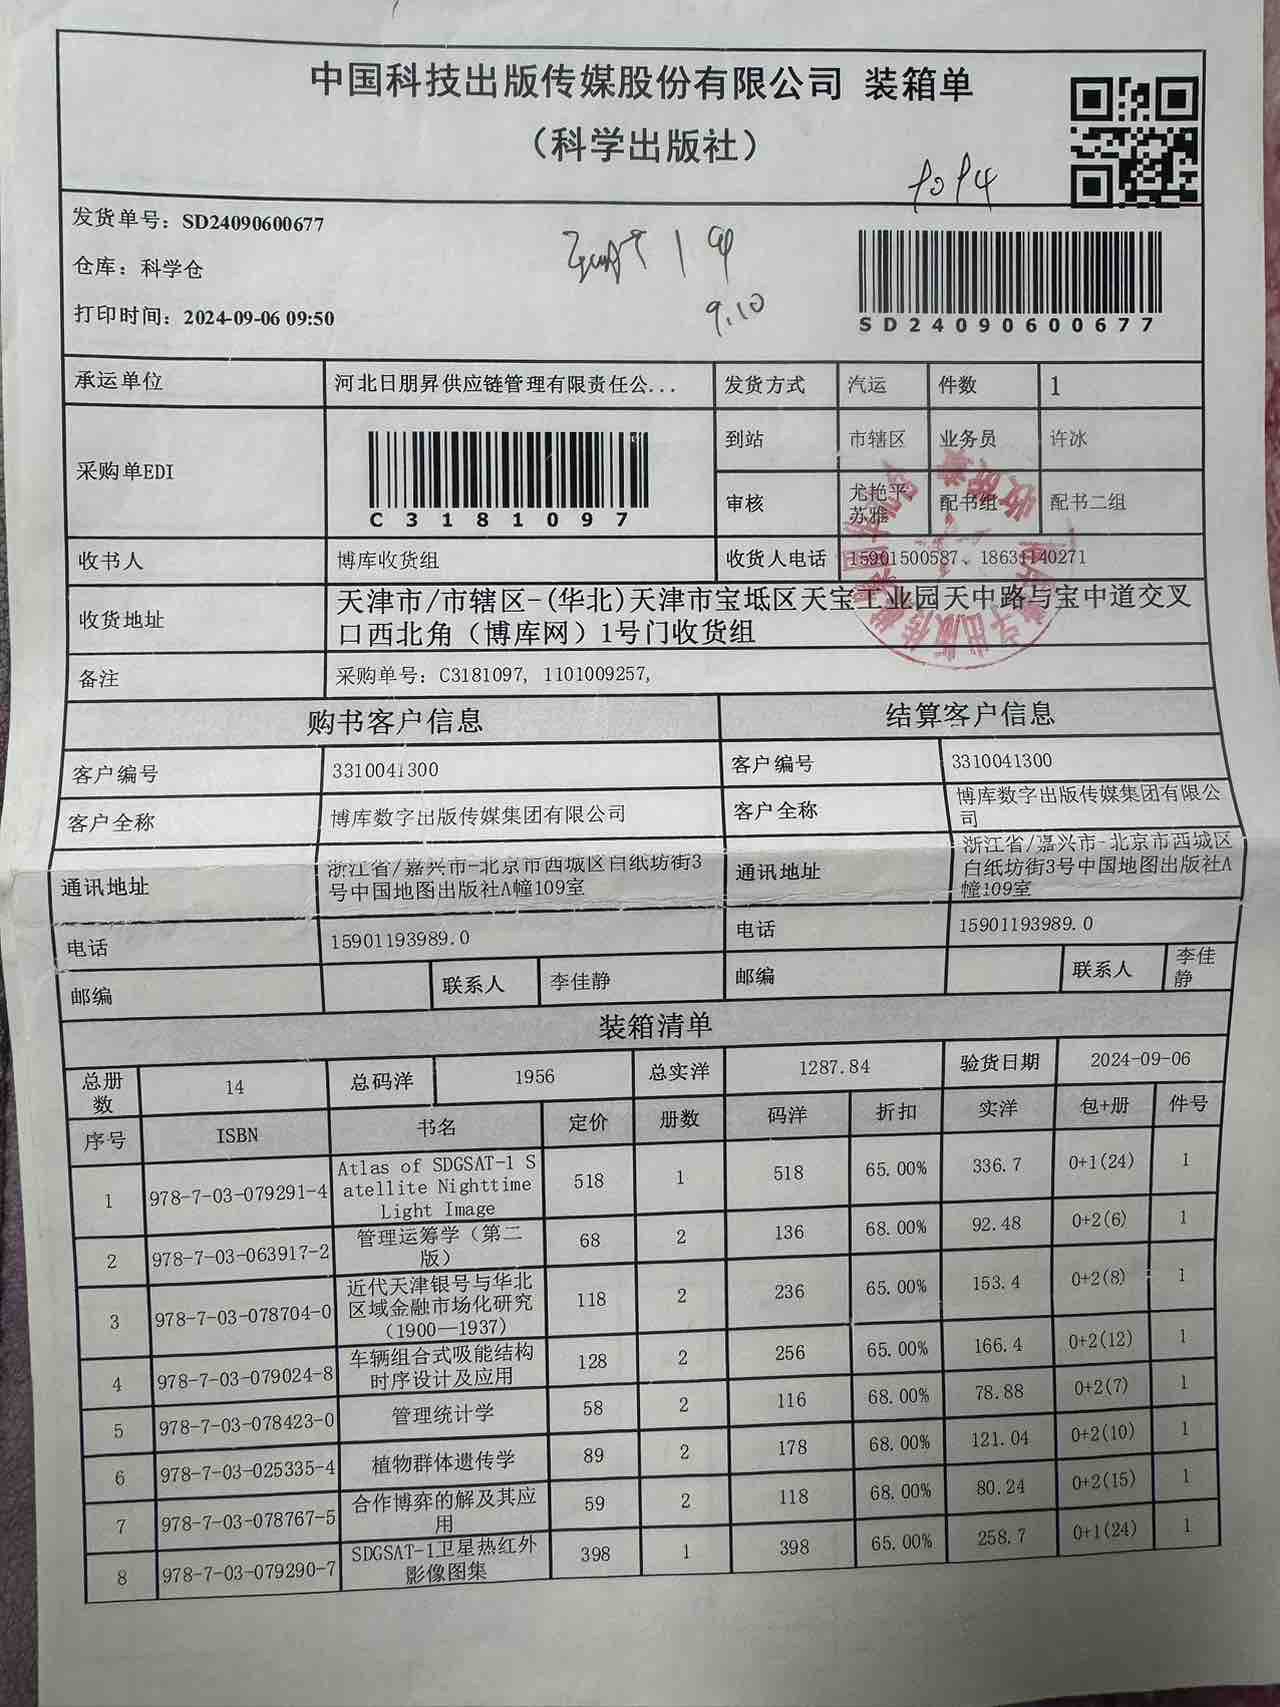 中国科技出版传媒股份有限公司 装箱单
（科学出版社）
1014
发货单号：SD24090600677
仓库：科学仓
打印时间：2024-09-06 09:50
1
9.10
SD24090600677
承运单位 河北日朋昇供应链管理有限责任公... 发货方式 汽运 件数 1
采购单EDI C3181097 到站 市辖区 业务员 许冰
审核 尤艳平 苏雅 配书组 配书二组
收书人 博库收货组 收货人电话 15901500587、18631140271
收货地址 天津市/市辖区-(华北)天津市宝坻区天宝工业园天中路与宝中道交叉
口西北角（博库网）1号门收货组
备注 采购单号：C3181097, 1101009257,
购书客户信息 结算客户信息
客户编号 3310041300 客户编号 3310041300
客户全称 博库数字出版传媒集团有限公司 客户全称 博库数字出版传媒集团有限公
司
通讯地址 浙江省/嘉兴市-北京市西城区白纸坊街3
号中国地图出版社A幢109室
通讯地址 浙江省/嘉兴市-北京市西城区
白纸坊街3号中国地图出版社A
幢109室
电话 15901193989.0 电话 15901193989.0
邮编 联系人 李佳静 邮编 联系人 李佳
静
装箱清单
总册
数 14 总码洋 1956 总实洋 1287.84 验货日期 2024-09-06
序号 ISBN 书名 定价 册数 码洋 折扣 实洋 包+册 件号
1 978-7-03-079291-4 Atlas of SDGSAT-1 S
atellite Nighttime
Light Image 518 1 518 65.00% 336.7 0+1(24) 1
2 978-7-03-063917-2 管理运筹学（第二
版） 68 2 136 68.00% 92.48 0+2(6) 1
3 978-7-03-078704-0 近代天津银号与华北
区域金融市场化研究
（1900—1937） 118 2 236 65.00% 153.4 0+2(8) 1
4 978-7-03-079024-8 车辆组合式吸能结构
时序设计及应用 128 2 256 65.00% 166.4 0+2(12) 1
5 978-7-03-078423-0 管理统计学 58 2 116 68.00% 78.88 0+2(7) 1
6 978-7-03-025335-4 植物群体遗传学 89 2 178 68.00% 121.04 0+2(10) 1
7 978-7-03-078767-5 合作博弈的解及其应
用 59 2 118 68.00% 80.24 0+2(15) 1
8 978-7-03-079290-7 SDGSAT-1卫星热红外
影像图集 398 1 398 65.00% 258.7 0+1(24) 1